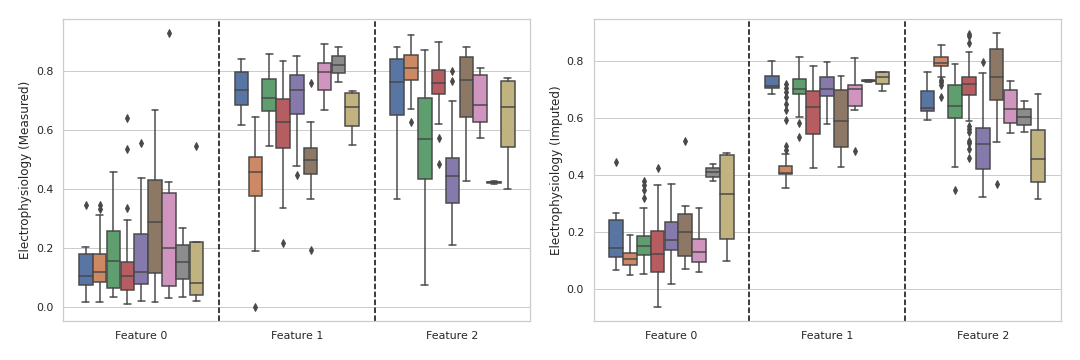 Electrophysiology (Measured)
0.8
0.6
0.4
0.2
0.0
Feature 0
Feature 1
Feature 2
Electrophysiology (Imputed)
0.8
0.6
0.4
0.2
0.0
Feature 0
Feature 1
Feature 2